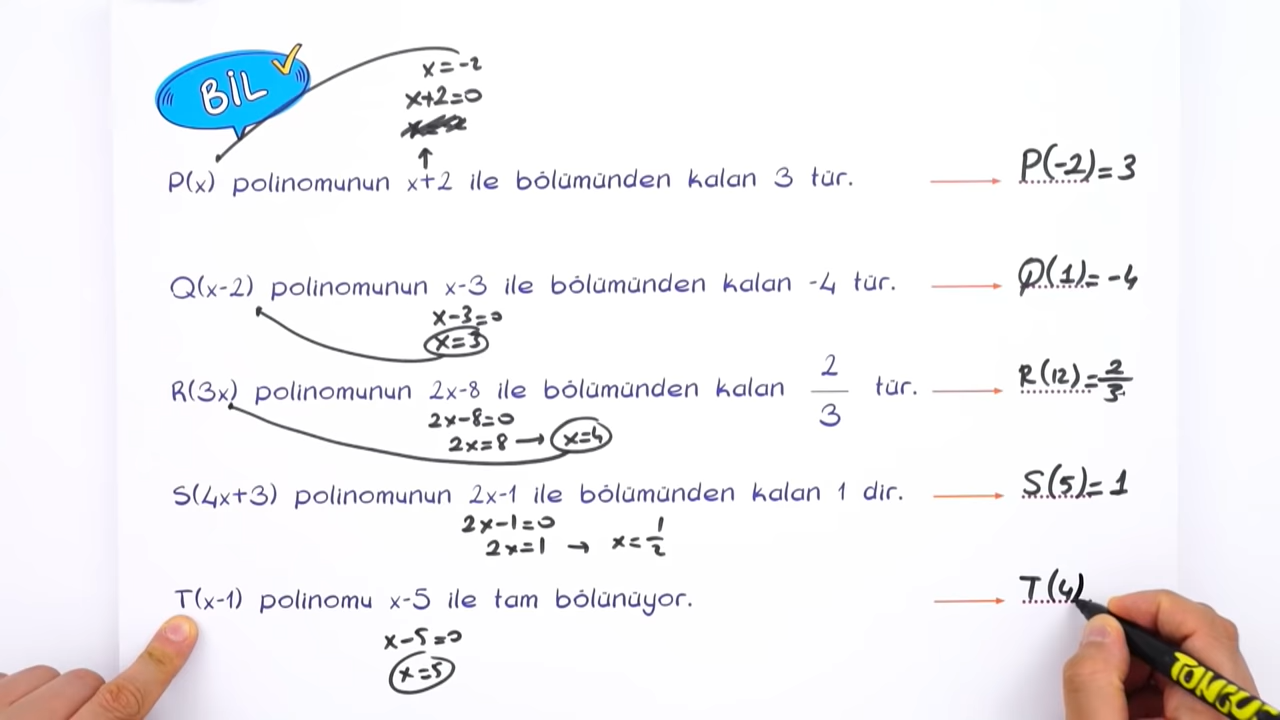 BİL
x=-2
x+2=0
P(x) polinomunun x+2 ile bölümünden kalan 3 tür. P(-2)=3
Q(x-2) polinomunun x-3 ile bölümünden kalan -4 tür. Q(1)=-4
x-3=0
x=3
R(3x) polinomunun 2x-8 ile bölümünden kalan 2/3 tür. R(12)=2/3
2x-8=0
2x=8 → x=4
S(4x+3) polinomunun 2x-1 ile bölümünden kalan 1 dir. S(5)=1
2x-1=0
2x=1 → x=1/2
T(x-1) polinomu x-5 ile tam bölünüyor. T(4)
x-5=0
x=5